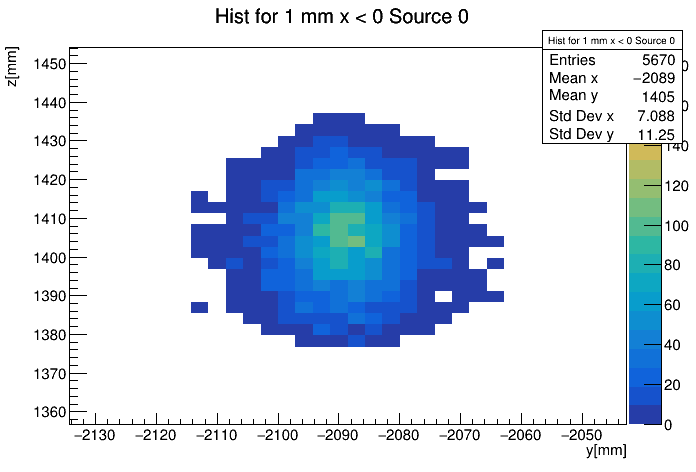 Hist for 1 mm x < 0 Source 0
z[mm]
Hist for 1 mm x < 0 Source 0
Entries 5670
Mean x −2089
Mean y 1405
Std Dev x 7.088
Std Dev y 11.25
1450
1440
1430
1420
1410
1400
1390
1380
1370
1360
0
0
140
120
100
80
60
40
20
0
−2130 −2120 −2110 −2100 −2090 −2080 −2070 −2060 −2050
y[mm]